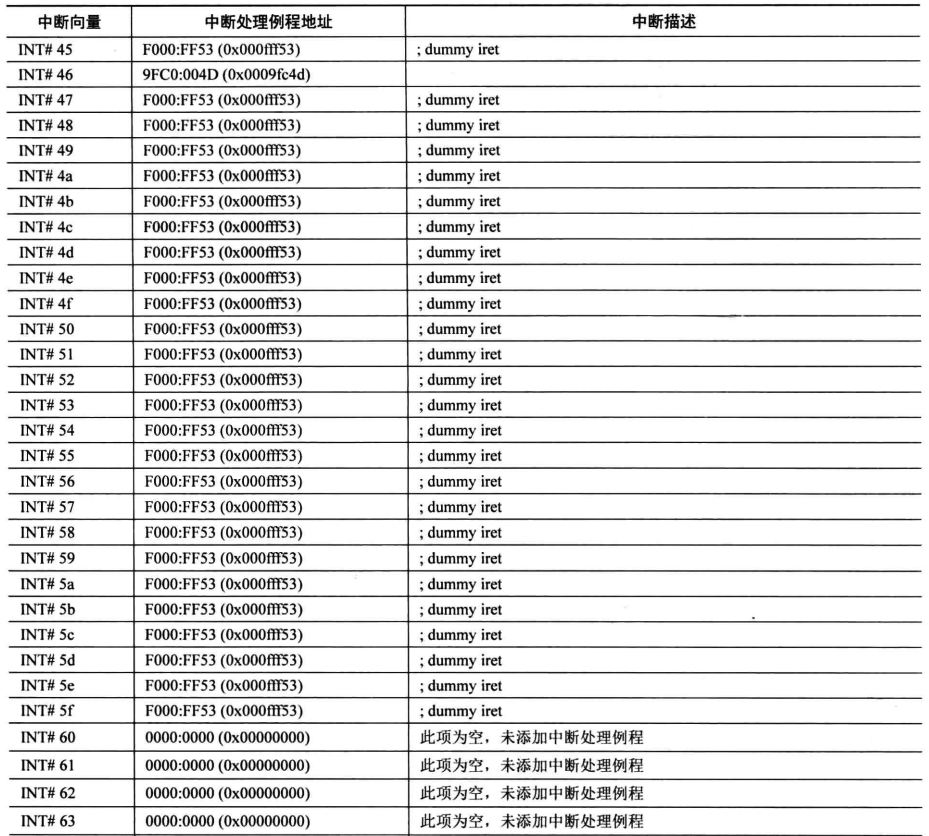 中断向量 中断处理例程地址 中断描述
INT# 45 F000:FF53 (0x000fff53) ; dummy iret
INT# 46 9FC0:004D (0x0009fc4d)
INT# 47 F000:FF53 (0x000fff53) ; dummy iret
INT# 48 F000:FF53 (0x000fff53) ; dummy iret
INT# 49 F000:FF53 (0x000fff53) ; dummy iret
INT# 4a F000:FF53 (0x000fff53) ; dummy iret
INT# 4b F000:FF53 (0x000fff53) ; dummy iret
INT# 4c F000:FF53 (0x000fff53) ; dummy iret
INT# 4d F000:FF53 (0x000fff53) ; dummy iret
INT# 4e F000:FF53 (0x000fff53) ; dummy iret
INT# 4f F000:FF53 (0x000fff53) ; dummy iret
INT# 50 F000:FF53 (0x000fff53) ; dummy iret
INT# 51 F000:FF53 (0x000fff53) ; dummy iret
INT# 52 F000:FF53 (0x000fff53) ; dummy iret
INT# 53 F000:FF53 (0x000fff53) ; dummy iret
INT# 54 F000:FF53 (0x000fff53) ; dummy iret
INT# 55 F000:FF53 (0x000fff53) ; dummy iret
INT# 56 F000:FF53 (0x000fff53) ; dummy iret
INT# 57 F000:FF53 (0x000fff53) ; dummy iret
INT# 58 F000:FF53 (0x000fff53) ; dummy iret
INT# 59 F000:FF53 (0x000fff53) ; dummy iret
INT# 5a F000:FF53 (0x000fff53) ; dummy iret
INT# 5b F000:FF53 (0x000fff53) ; dummy iret
INT# 5c F000:FF53 (0x000fff53) ; dummy iret
INT# 5d F000:FF53 (0x000fff53) ; dummy iret
INT# 5e F000:FF53 (0x000fff53) ; dummy iret
INT# 5f F000:FF53 (0x000fff53) ; dummy iret
INT# 60 0000:0000 (0x00000000) 此项为空，未添加中断处理例程
INT# 61 0000:0000 (0x00000000) 此项为空，未添加中断处理例程
INT# 62 0000:0000 (0x00000000) 此项为空，未添加中断处理例程
INT# 63 0000:0000 (0x00000000) 此项为空，未添加中断处理例程